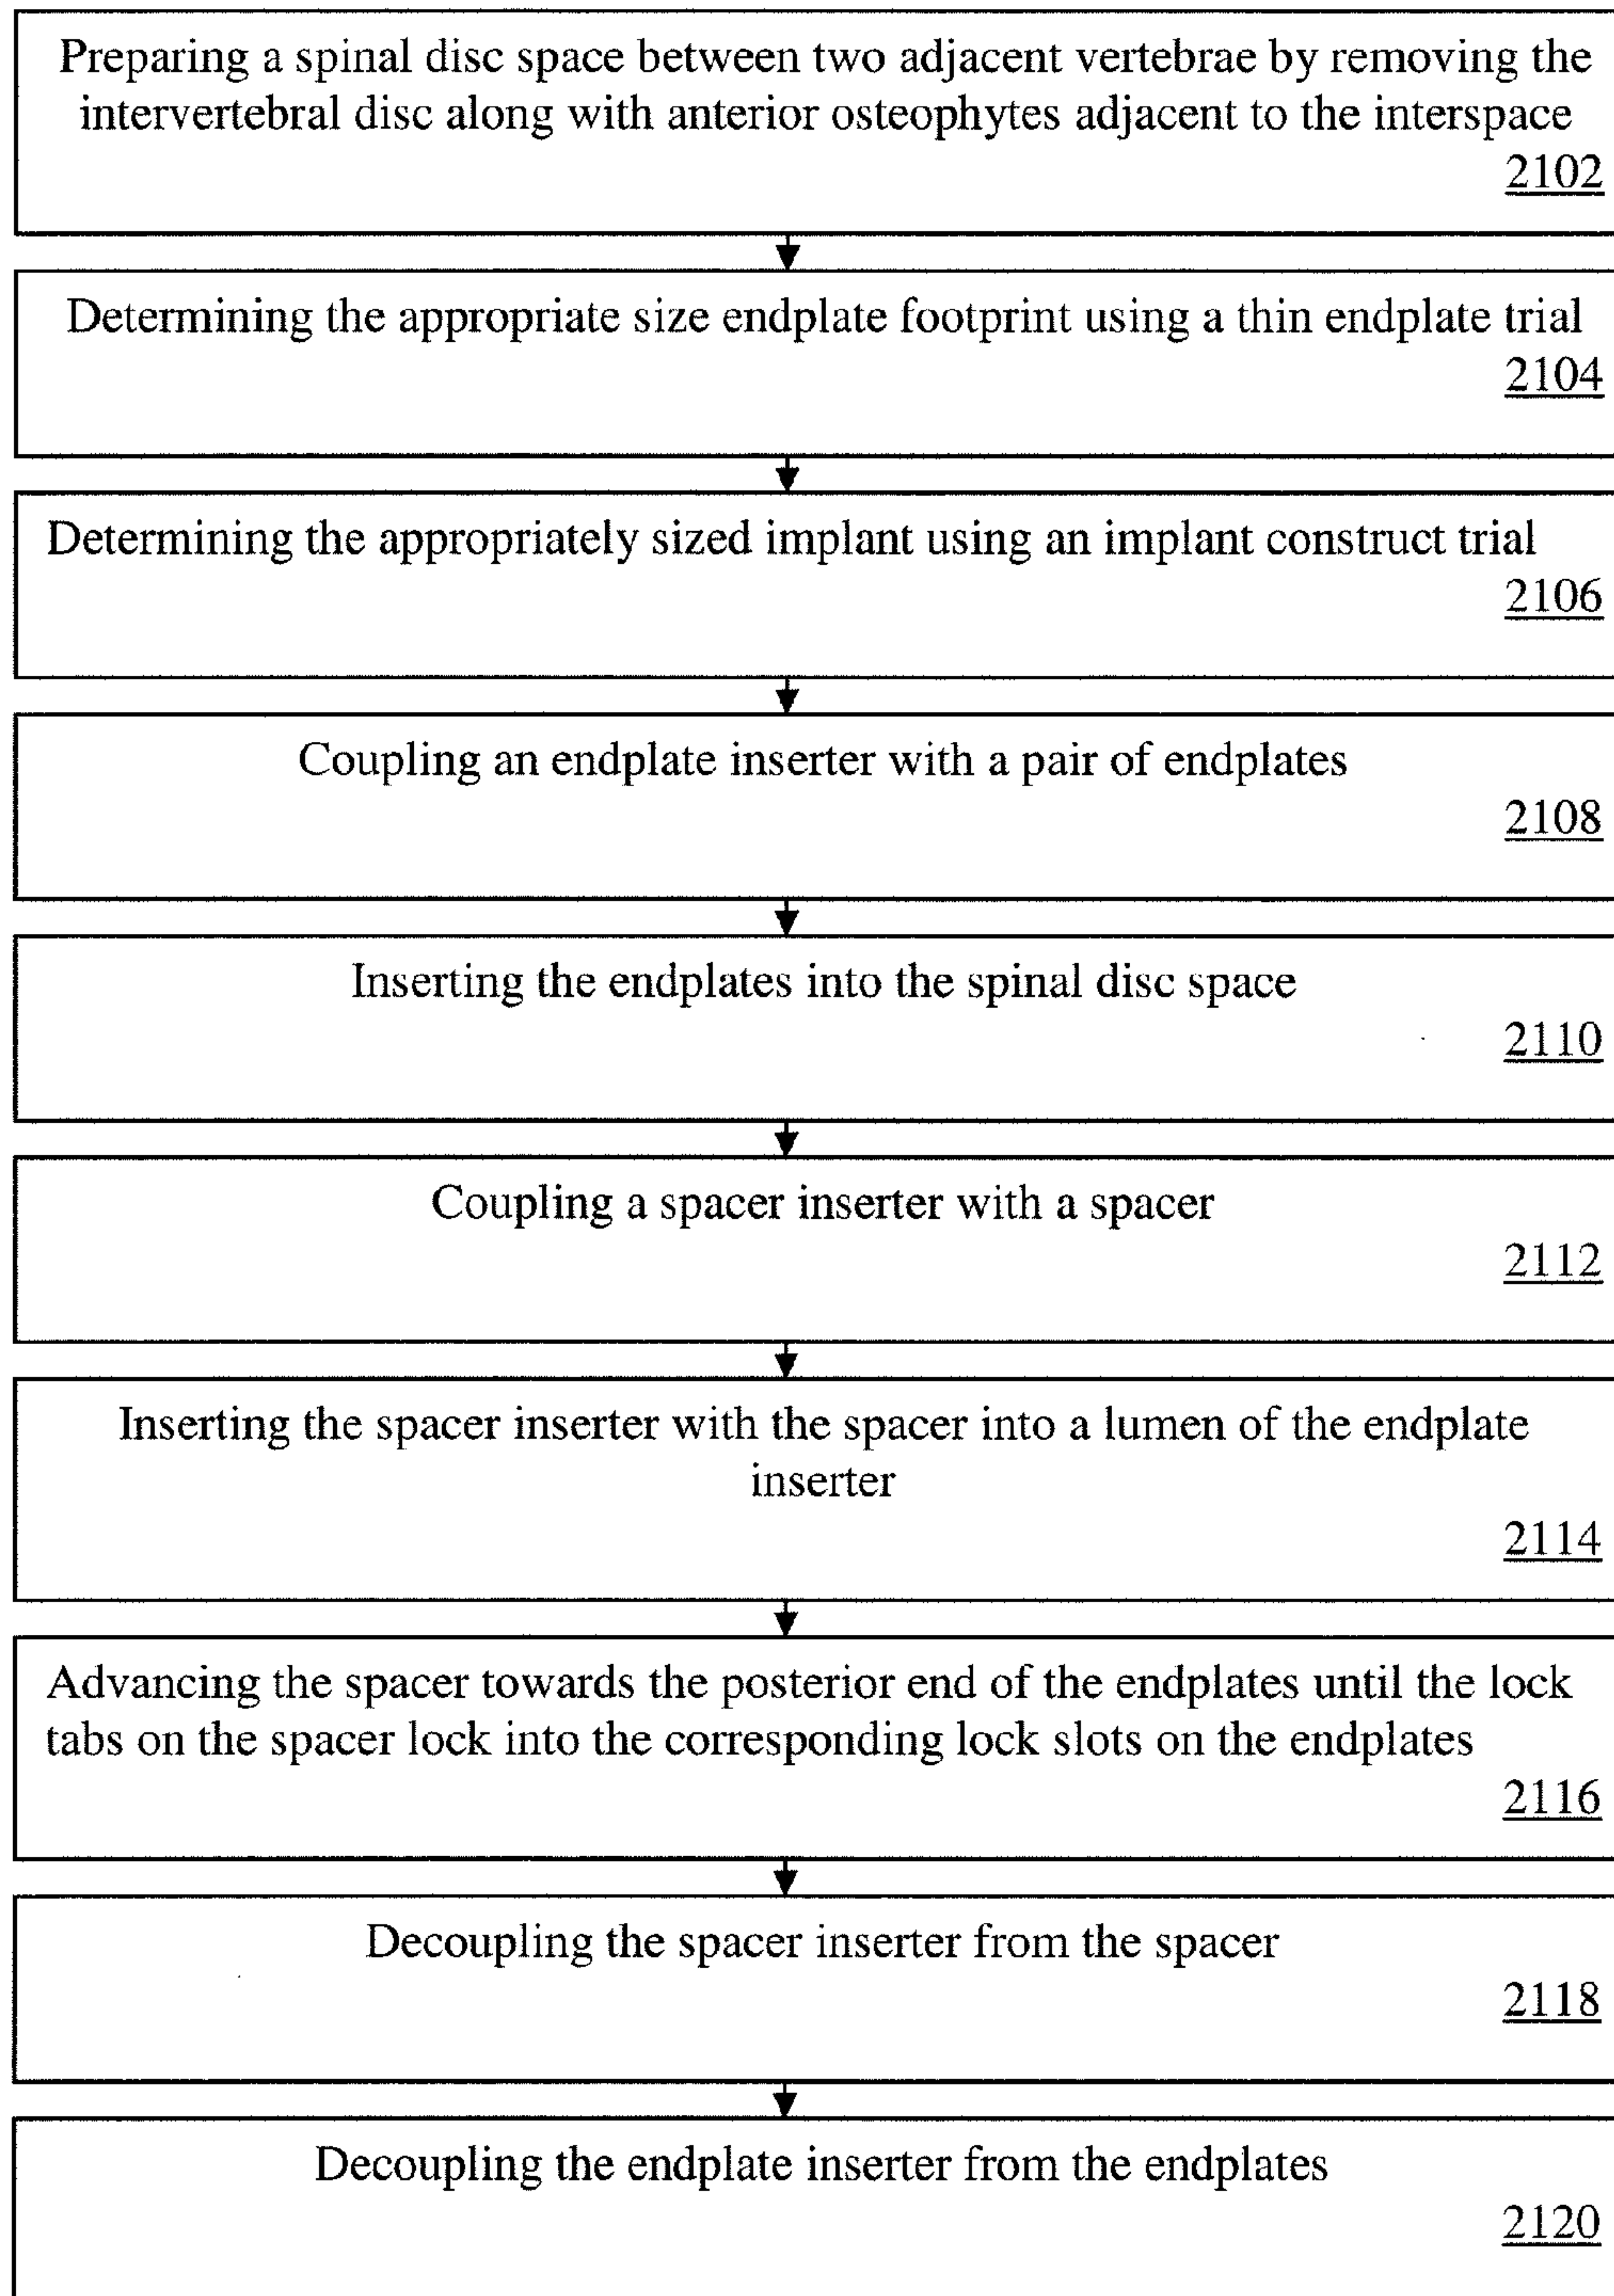 Preparing a spinal disc space between two adjacent vertebrae by removing the
intervertebral disc along with anterior osteophytes adjacent to the interspace
2102
Determining the appropriate size endplate footprint using a thin endplate trial
2104
Determining the appropriately sized implant using an implant construct trial
2106
Coupling an endplate inserter with a pair of endplates
2108
Inserting the endplates into the spinal disc space
2110
Coupling a spacer inserter with a spacer
2112
Inserting the spacer inserter with the spacer into a lumen of the endplate
inserter
2114
Advancing the spacer towards the posterior end of the endplates until the lock
tabs on the spacer lock into the corresponding lock slots on the endplates
2116
Decoupling the spacer inserter from the spacer
2118
Decoupling the endplate inserter from the endplates
2120